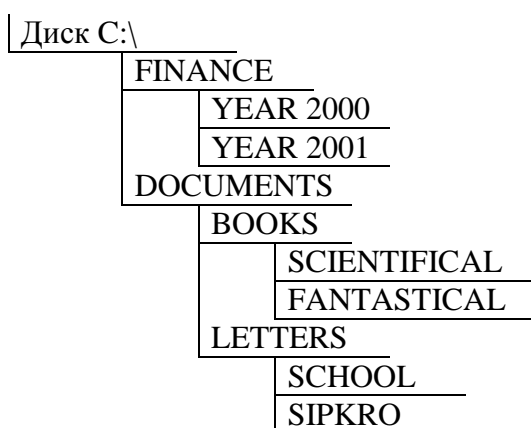 Диск C:\
FINANCE
YEAR 2000
YEAR 2001
DOCUMENTS
BOOKS
SCIENTIFICAL
FANTASTICAL
LETTERS
SCHOOL
SIPKRO